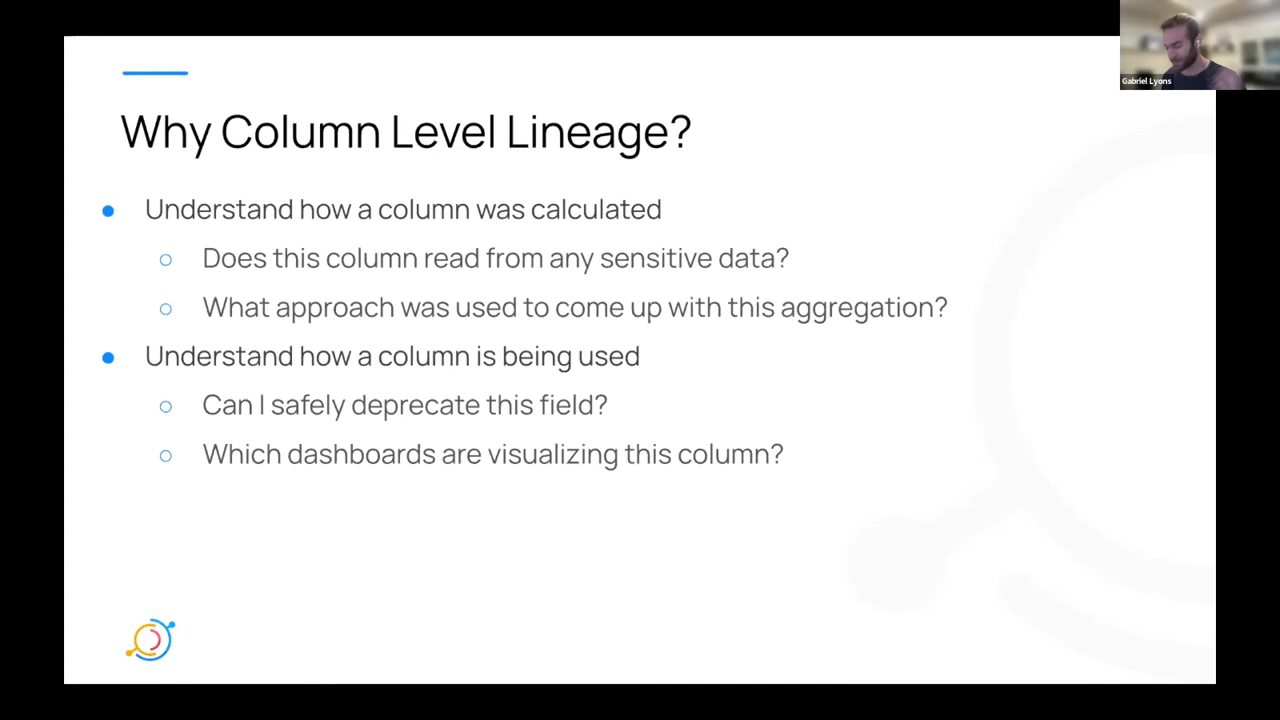 Gabriel Lyons
Why Column Level Lineage?
Understand how a column was calculated
Does this column read from any sensitive data?
What approach was used to come up with this aggregation?
Understand how a column is being used
Can I safely deprecate this field?
Which dashboards are visualizing this column?